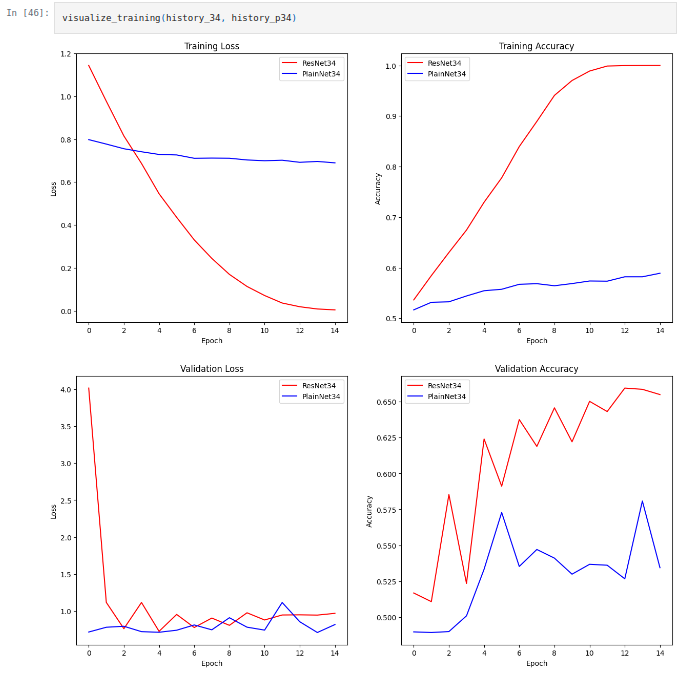 In [46]:
visualize_training(history_34, history_p34)
Training Loss
ResNet34
PlainNet34
1.2
1.0
0.8
0.6
0.4
0.2
0.0
Loss
0 2 4 6 8 10 12 14
Epoch
Training Accuracy
ResNet34
PlainNet34
1.0
0.9
0.8
0.7
0.6
0.5
Accuracy
0 2 4 6 8 10 12 14
Epoch
Validation Loss
ResNet34
PlainNet34
4.0
3.5
3.0
2.5
2.0
1.5
1.0
Loss
0 2 4 6 8 10 12 14
Epoch
Validation Accuracy
ResNet34
PlainNet34
0.650
0.625
0.600
0.575
0.550
0.525
0.500
Accuracy
0 2 4 6 8 10 12 14
Epoch